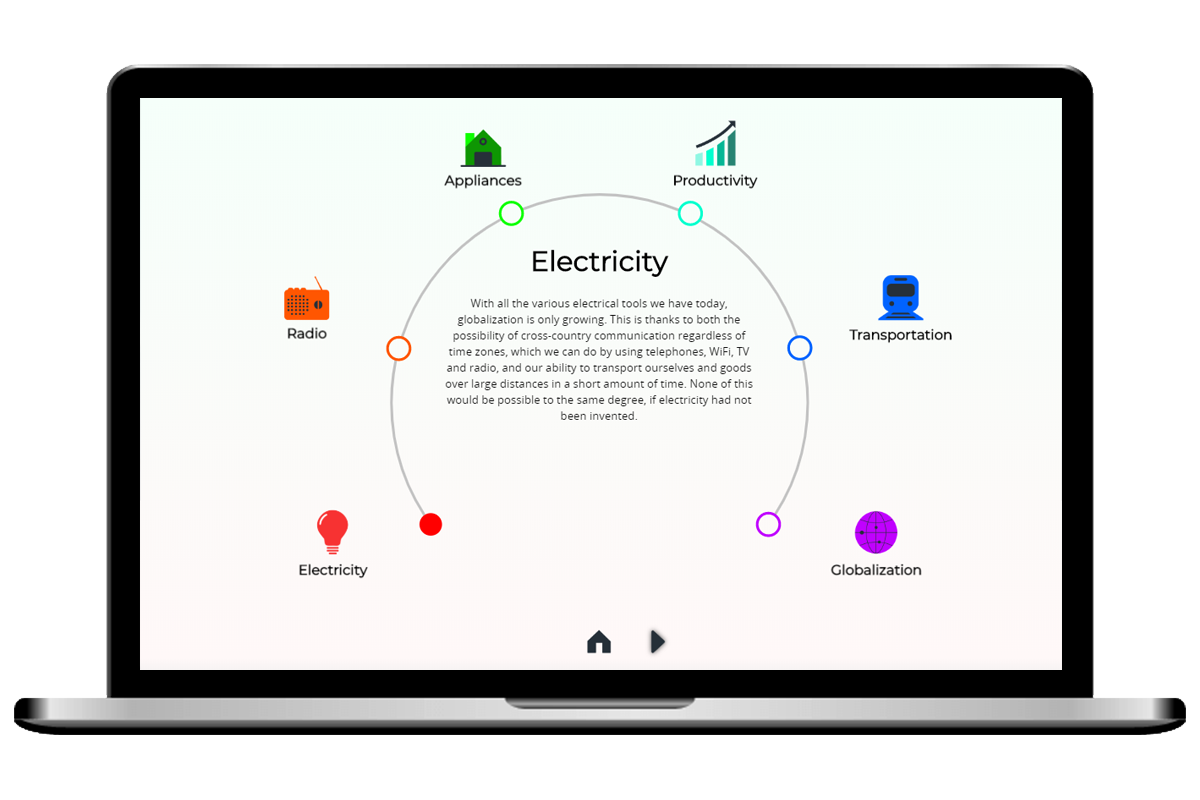 Appliances
Productivity
Electricity
With all the various electrical tools we have today,
globalization is only growing. This is thanks to both the
possibility of cross-country communication regardless of
time zones, which we can do by using telephones, WiFi, TV
and radio, and our ability to transport ourselves and goods
over large distances in a short amount of time. None of this
would be possible to the same degree, if electricity had not
been invented.
Radio
Transportation
Electricity
Globalization